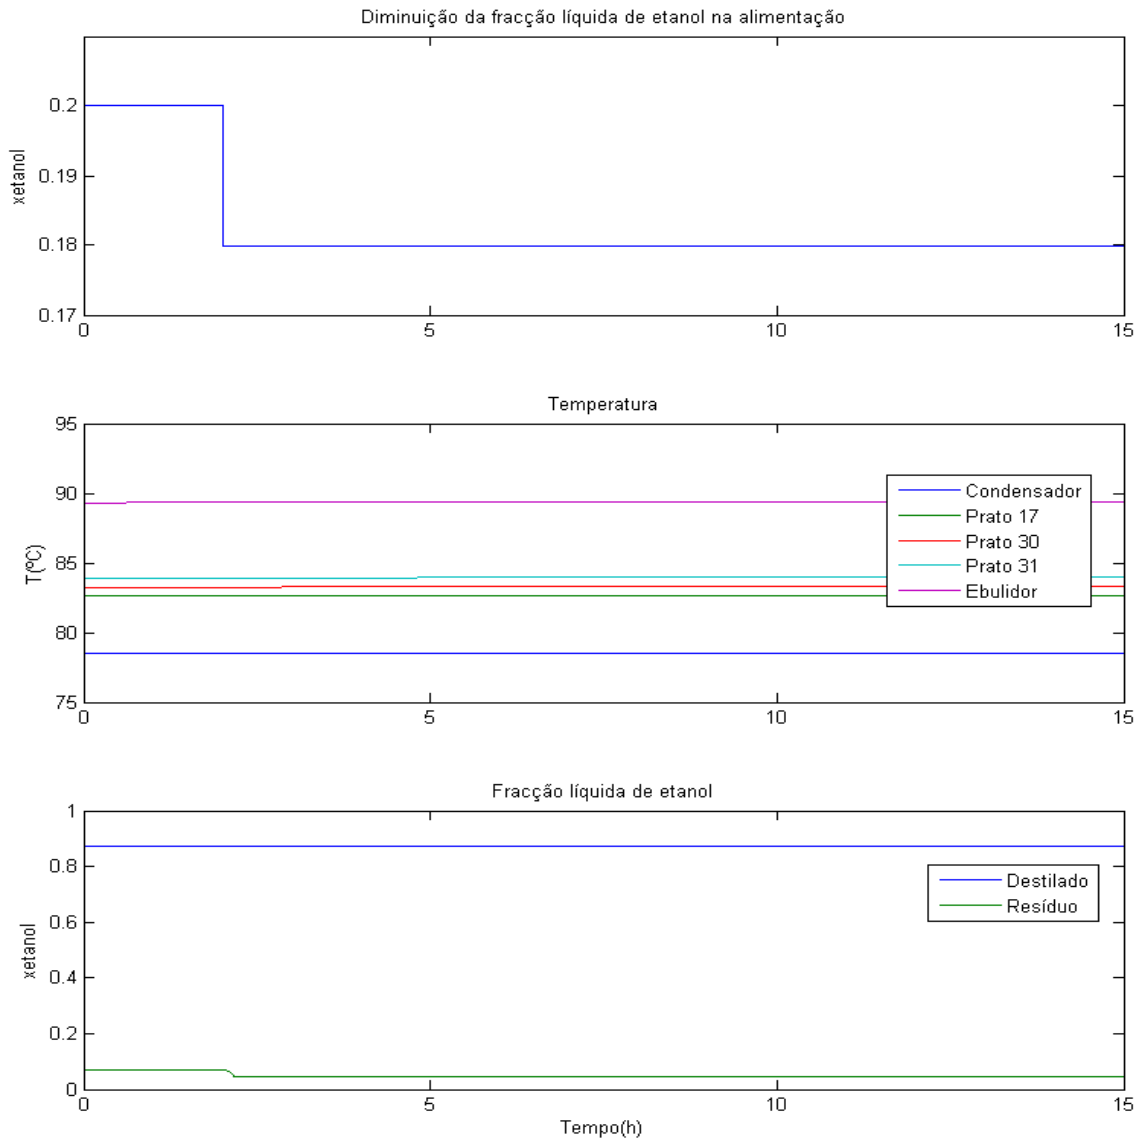 Diminuição da fracção líquida de etanol na alimentação
0.2
0.19
0.18
0.17
xetanol
0
5
10
15
Temperatura
95
90
85
80
75
T(ºC)
Condensador
Prato 17
Prato 30
Prato 31
Ebulidor
0
5
10
15
Fracção líquida de etanol
1
0.8
0.6
0.4
0.2
0
xetanol
Destilado
Resíduo
0
5
10
15
Tempo(h)